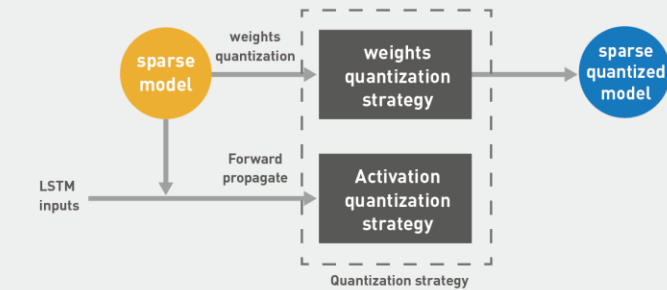 sparse
model
weights
quantization
weights
quantization
strategy
sparse
quantized
model
LSTM
inputs
Forward
propagate
Activation
quantization
strategy
Quantization strategy